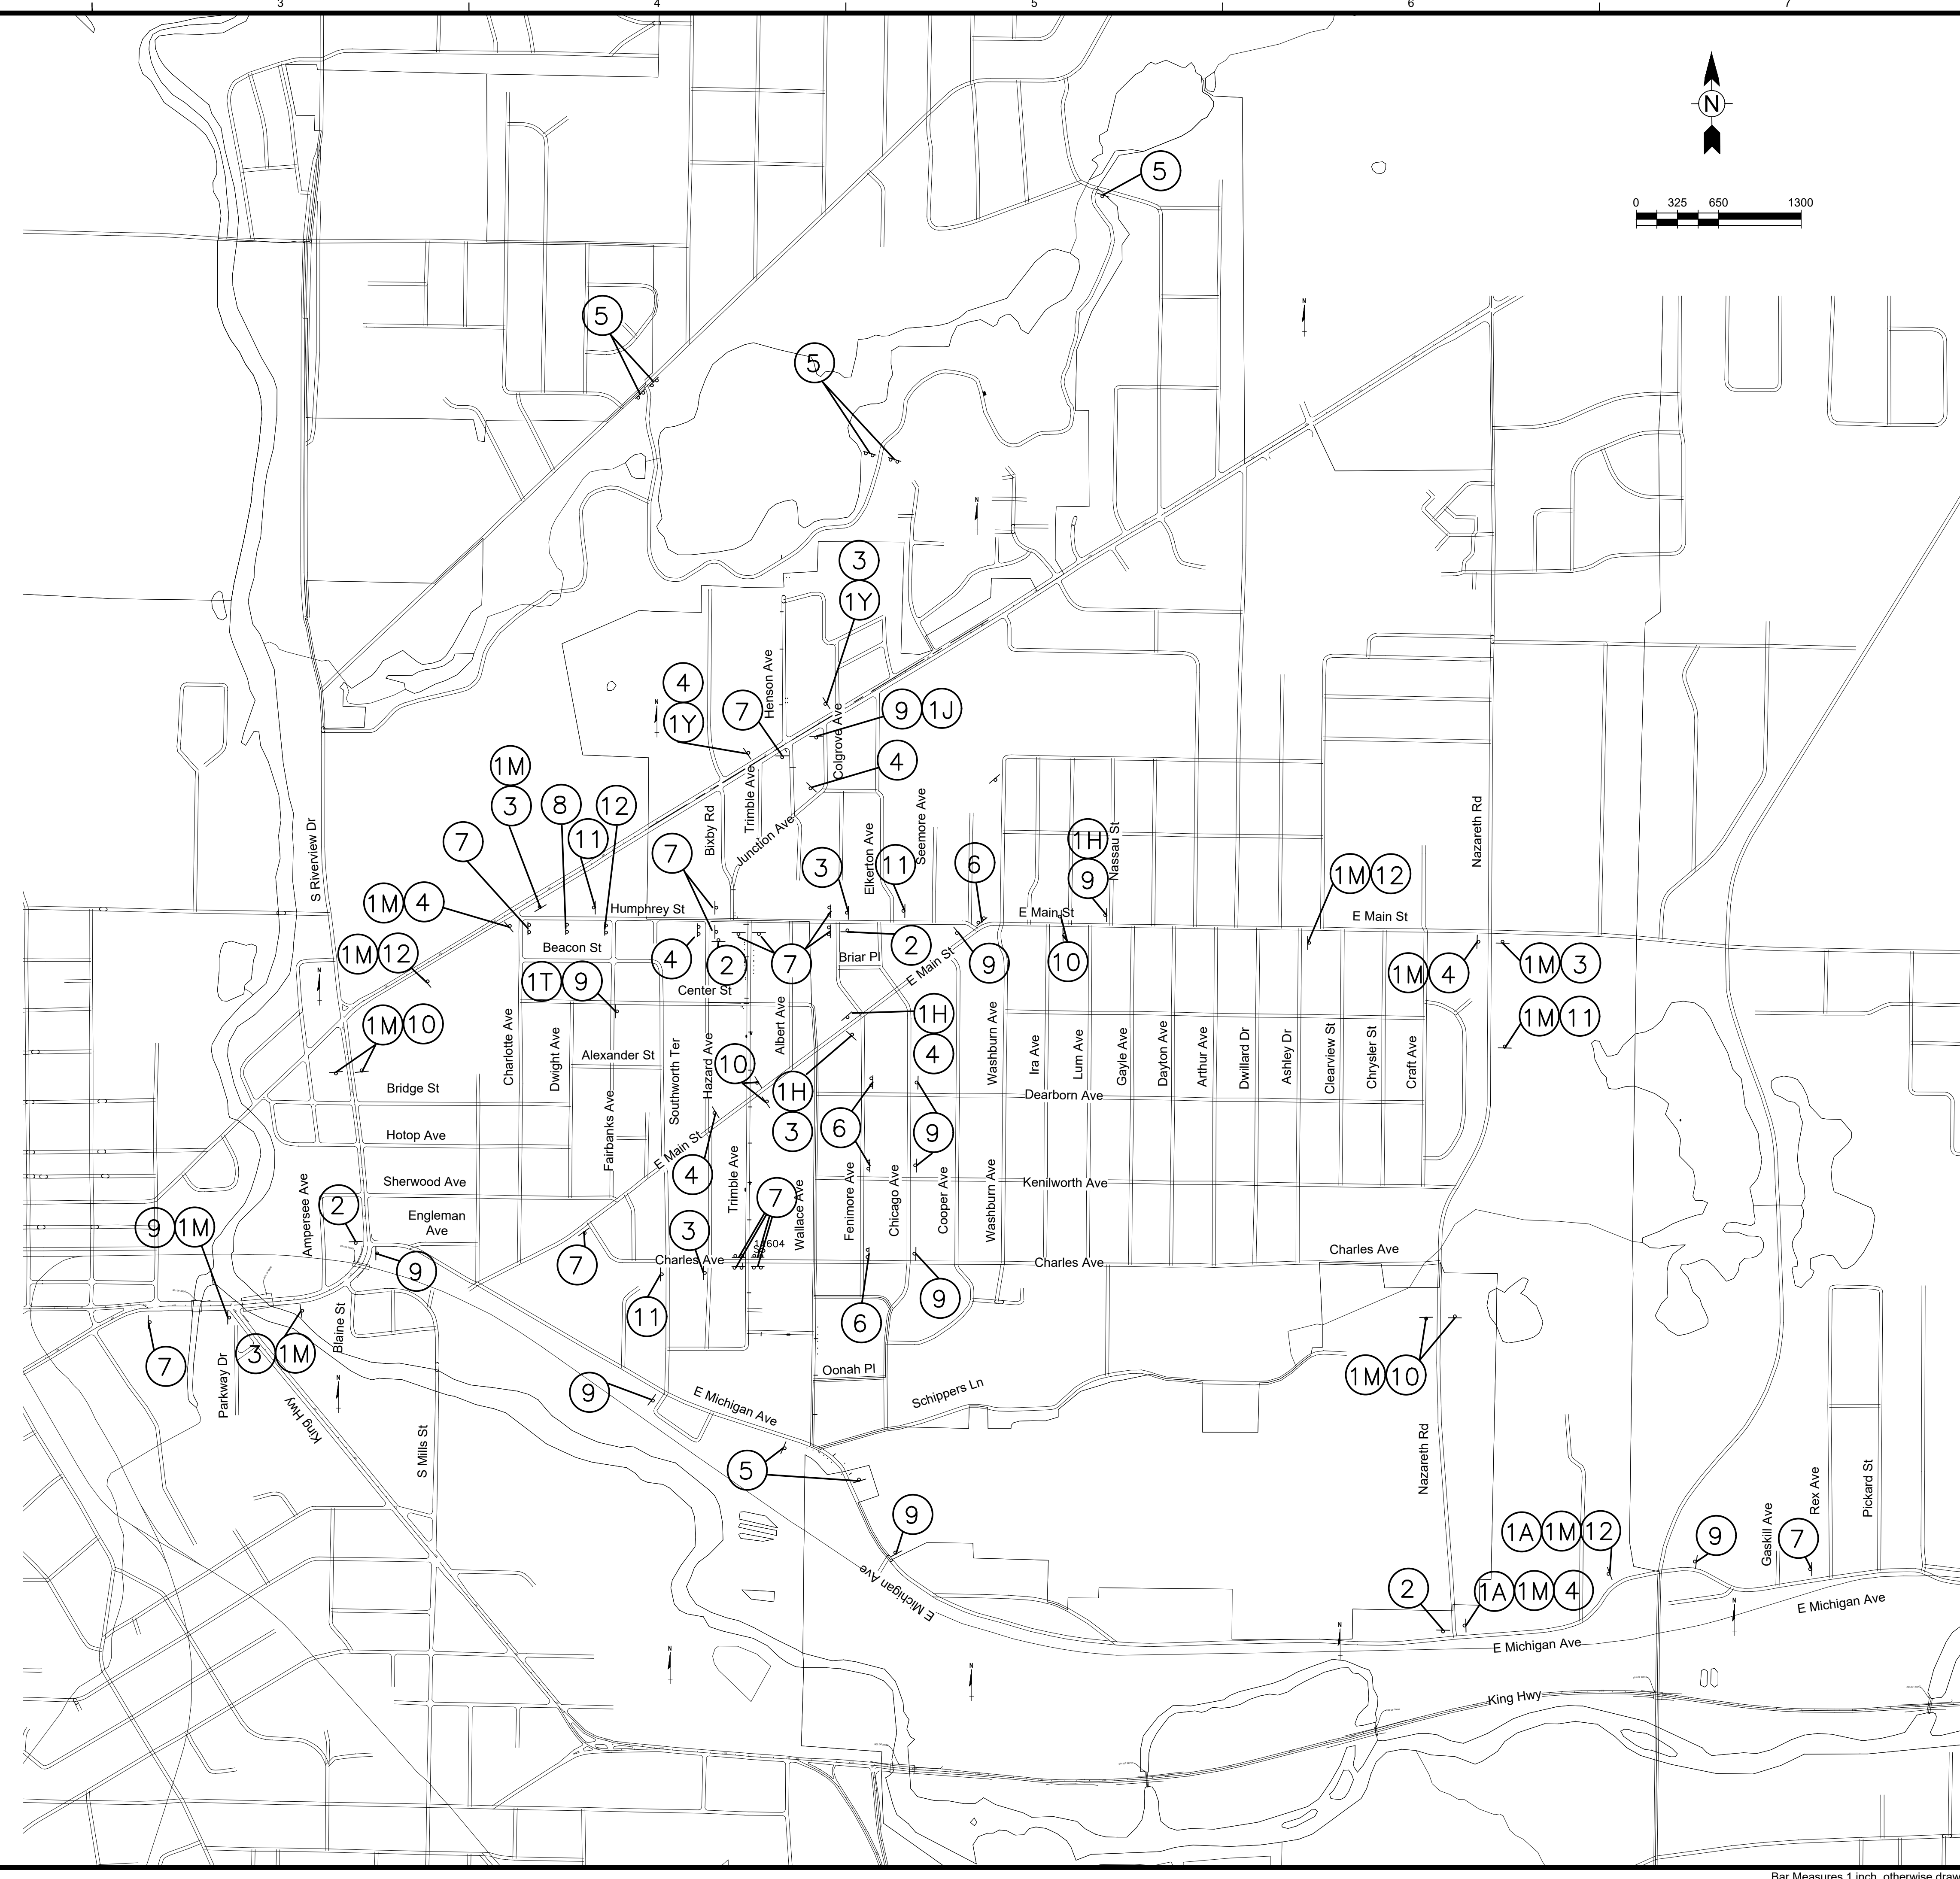 3 4 5 6 7
N
0 325 650 1300
5
5
N
5
N
3
1Y
4
1Y
N
7
Henson Ave
9 1J
Colgrove Ave
4
1M
3
8
12
11
7
Trimble Ave
Bixby Rd
Junction Ave
7
Elkerton Ave
Seemore Ave
3
11
6
1H
9
Nassau St
Nazareth Rd
S Riverview Dr
1M 12
1M 4
Humphrey St
E Main St
E Main St
1M 12
Beacon St
4
2
7
2
Briar Pl
E Main St
9
10
1M 4
1M 3
N
1T 9
Center St
1M 10
1H
4
1M 11
Charlotte Ave
Dwight Ave
Alexander St
Southworth Ter
Hazard Ave
Albert Ave
Washburn Ave
Ira Ave
Lum Ave
Gayle Ave
Dayton Ave
Arthur Ave
Dwillard Dr
Ashley Dr
Clearview St
Chrysler St
Craft Ave
10
1H
3
Bridge St
Dearborn Ave
Fairbanks Ave
6
9
Hotop Ave
E Main St
4
Sherwood Ave
Kenilworth Ave
Ampersee Ave
2
Trimble Ave
7
Wallace Ave
Fenimore Ave
Chicago Ave
Cooper Ave
Washburn Ave
9 1M
Engleman
Ave
3
604
7
Charles Ave
Charles Ave
Charles Ave
9
11
6
9
7
3 1M
Blaine St
Parkway Dr
King Hwy
N
S Mills St
9
Oonah Pl
E Michigan Ave
Schippers Ln
1M 10
Nazareth Rd
5
9
Rex Ave
Pickard St
Gaskill Ave
1A 1M 12
9
7
E Michigan Ave
2
1A 1M 4
E Michigan Ave
E Michigan Ave
N
N
N
N
King Hwy
Bar Measures 1 inch, otherwise draw